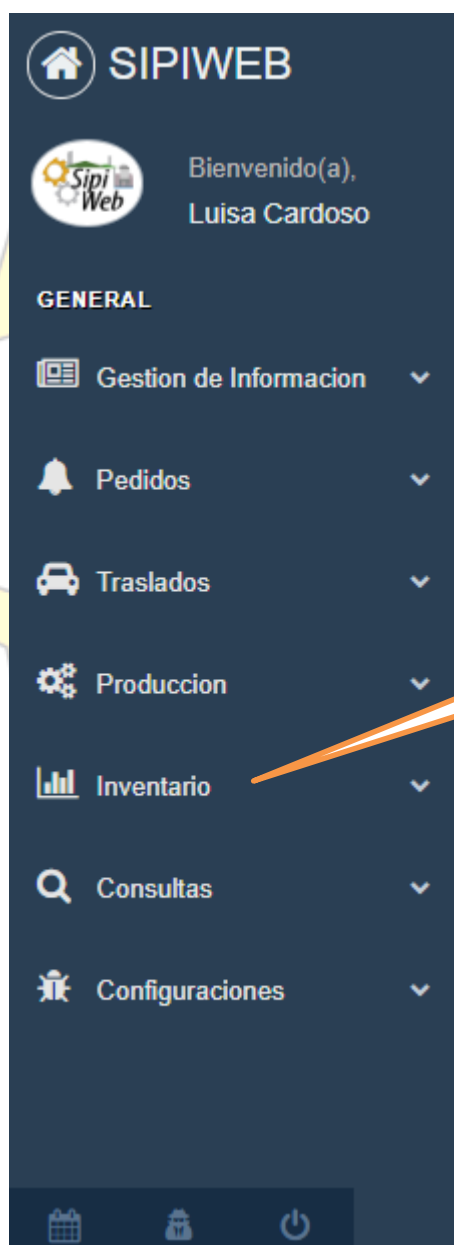 SIPIWEB
Sipi
Web
Bienvenido(a),
Luisa Cardoso
GENERAL
Gestion de Informacion
Pedidos
Traslados
Produccion
Inventario
Consultas
Configuraciones